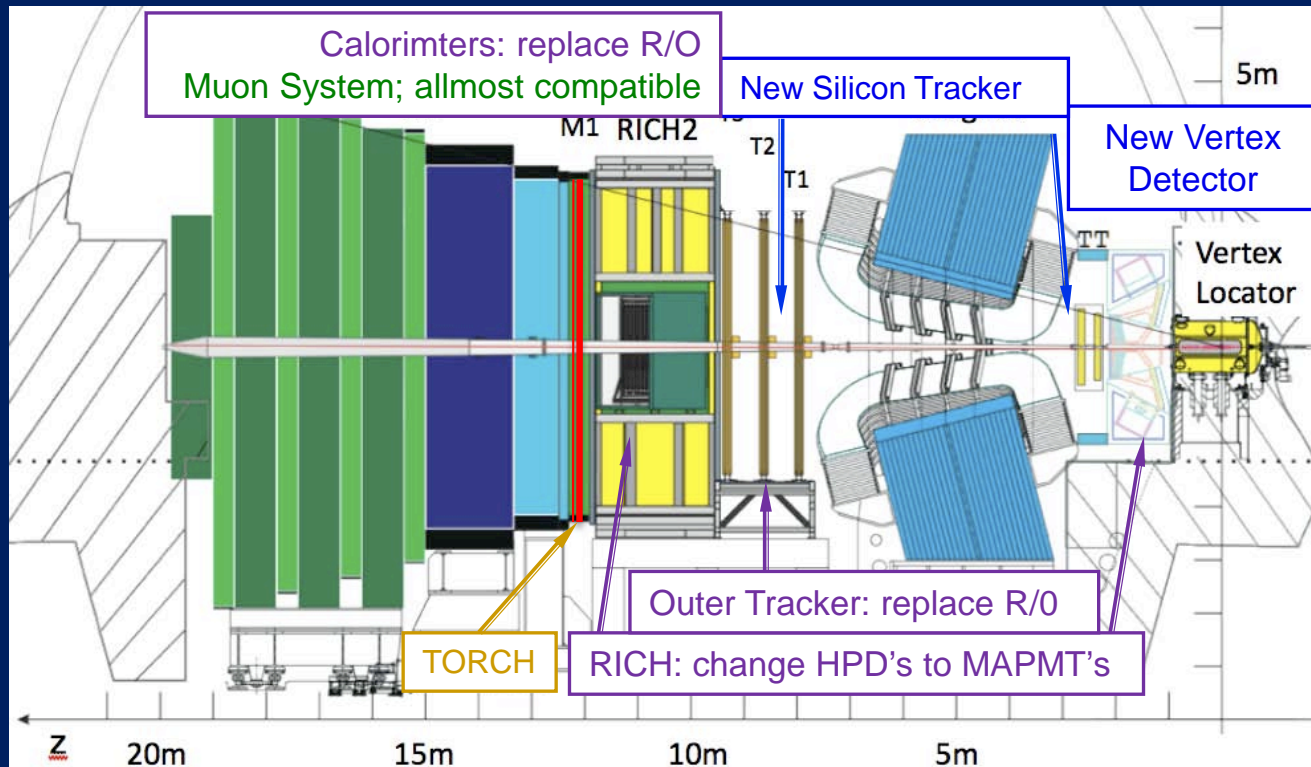 Calorimters: replace R/O
Muon System; allmost compatible
New Silicon Tracker
5m
New Vertex
Detector
M1
RICH2
T2
T1
TT
Vertex
Locator
Outer Tracker: replace R/0
TORCH
RICH: change HPD's to MAPMT's
z
20m
15m
10m
5m